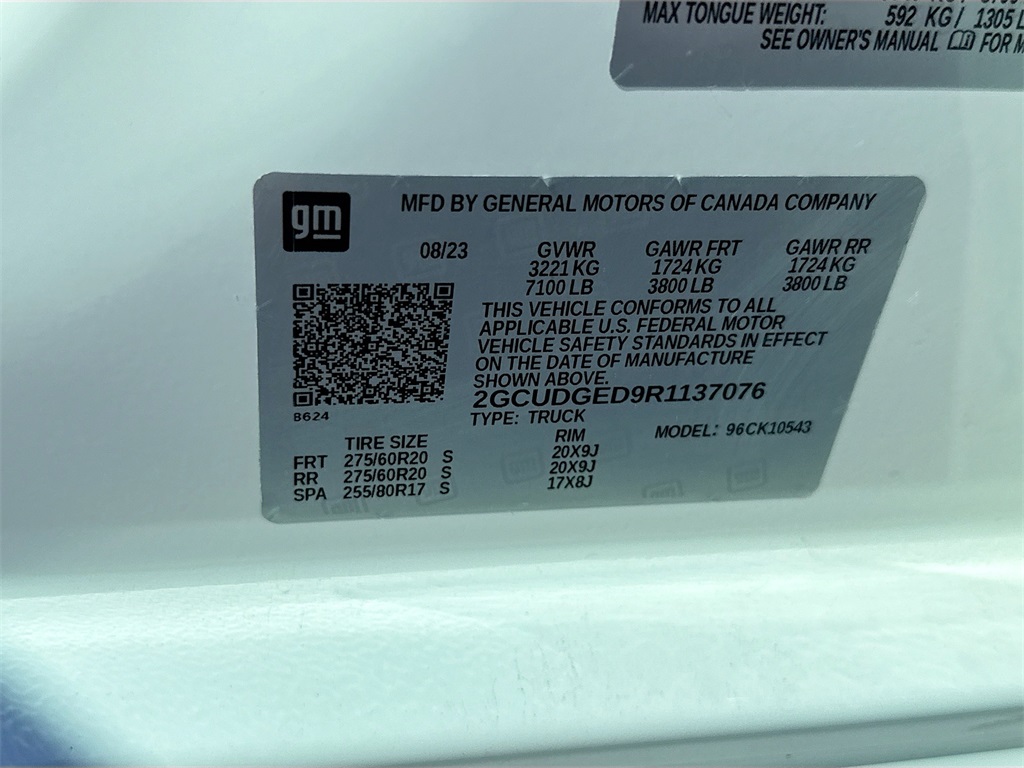 MAX TONGUE WEIGHT: 592 KG / 1305 L
SEE OWNER'S MANUAL FOR M
gm
MFD BY GENERAL MOTORS OF CANADA COMPANY
08/23 GVWR GAWR FRT GAWR RR
3221 KG 1724 KG 1724 KG
7100 LB 3800 LB 3800 LB
THIS VEHICLE CONFORMS TO ALL
APPLICABLE U.S. FEDERAL MOTOR
VEHICLE SAFETY STANDARDS IN EFFECT
ON THE DATE OF MANUFACTURE
SHOWN ABOVE.
2GCUDGED9R1137076
B624
TYPE: TRUCK
TIRE SIZE RIM MODEL: 96CK10543
FRT 275/60R20 S 20X9J
RR 275/60R20 S 20X9J
SPA 255/80R17 S 17X8J